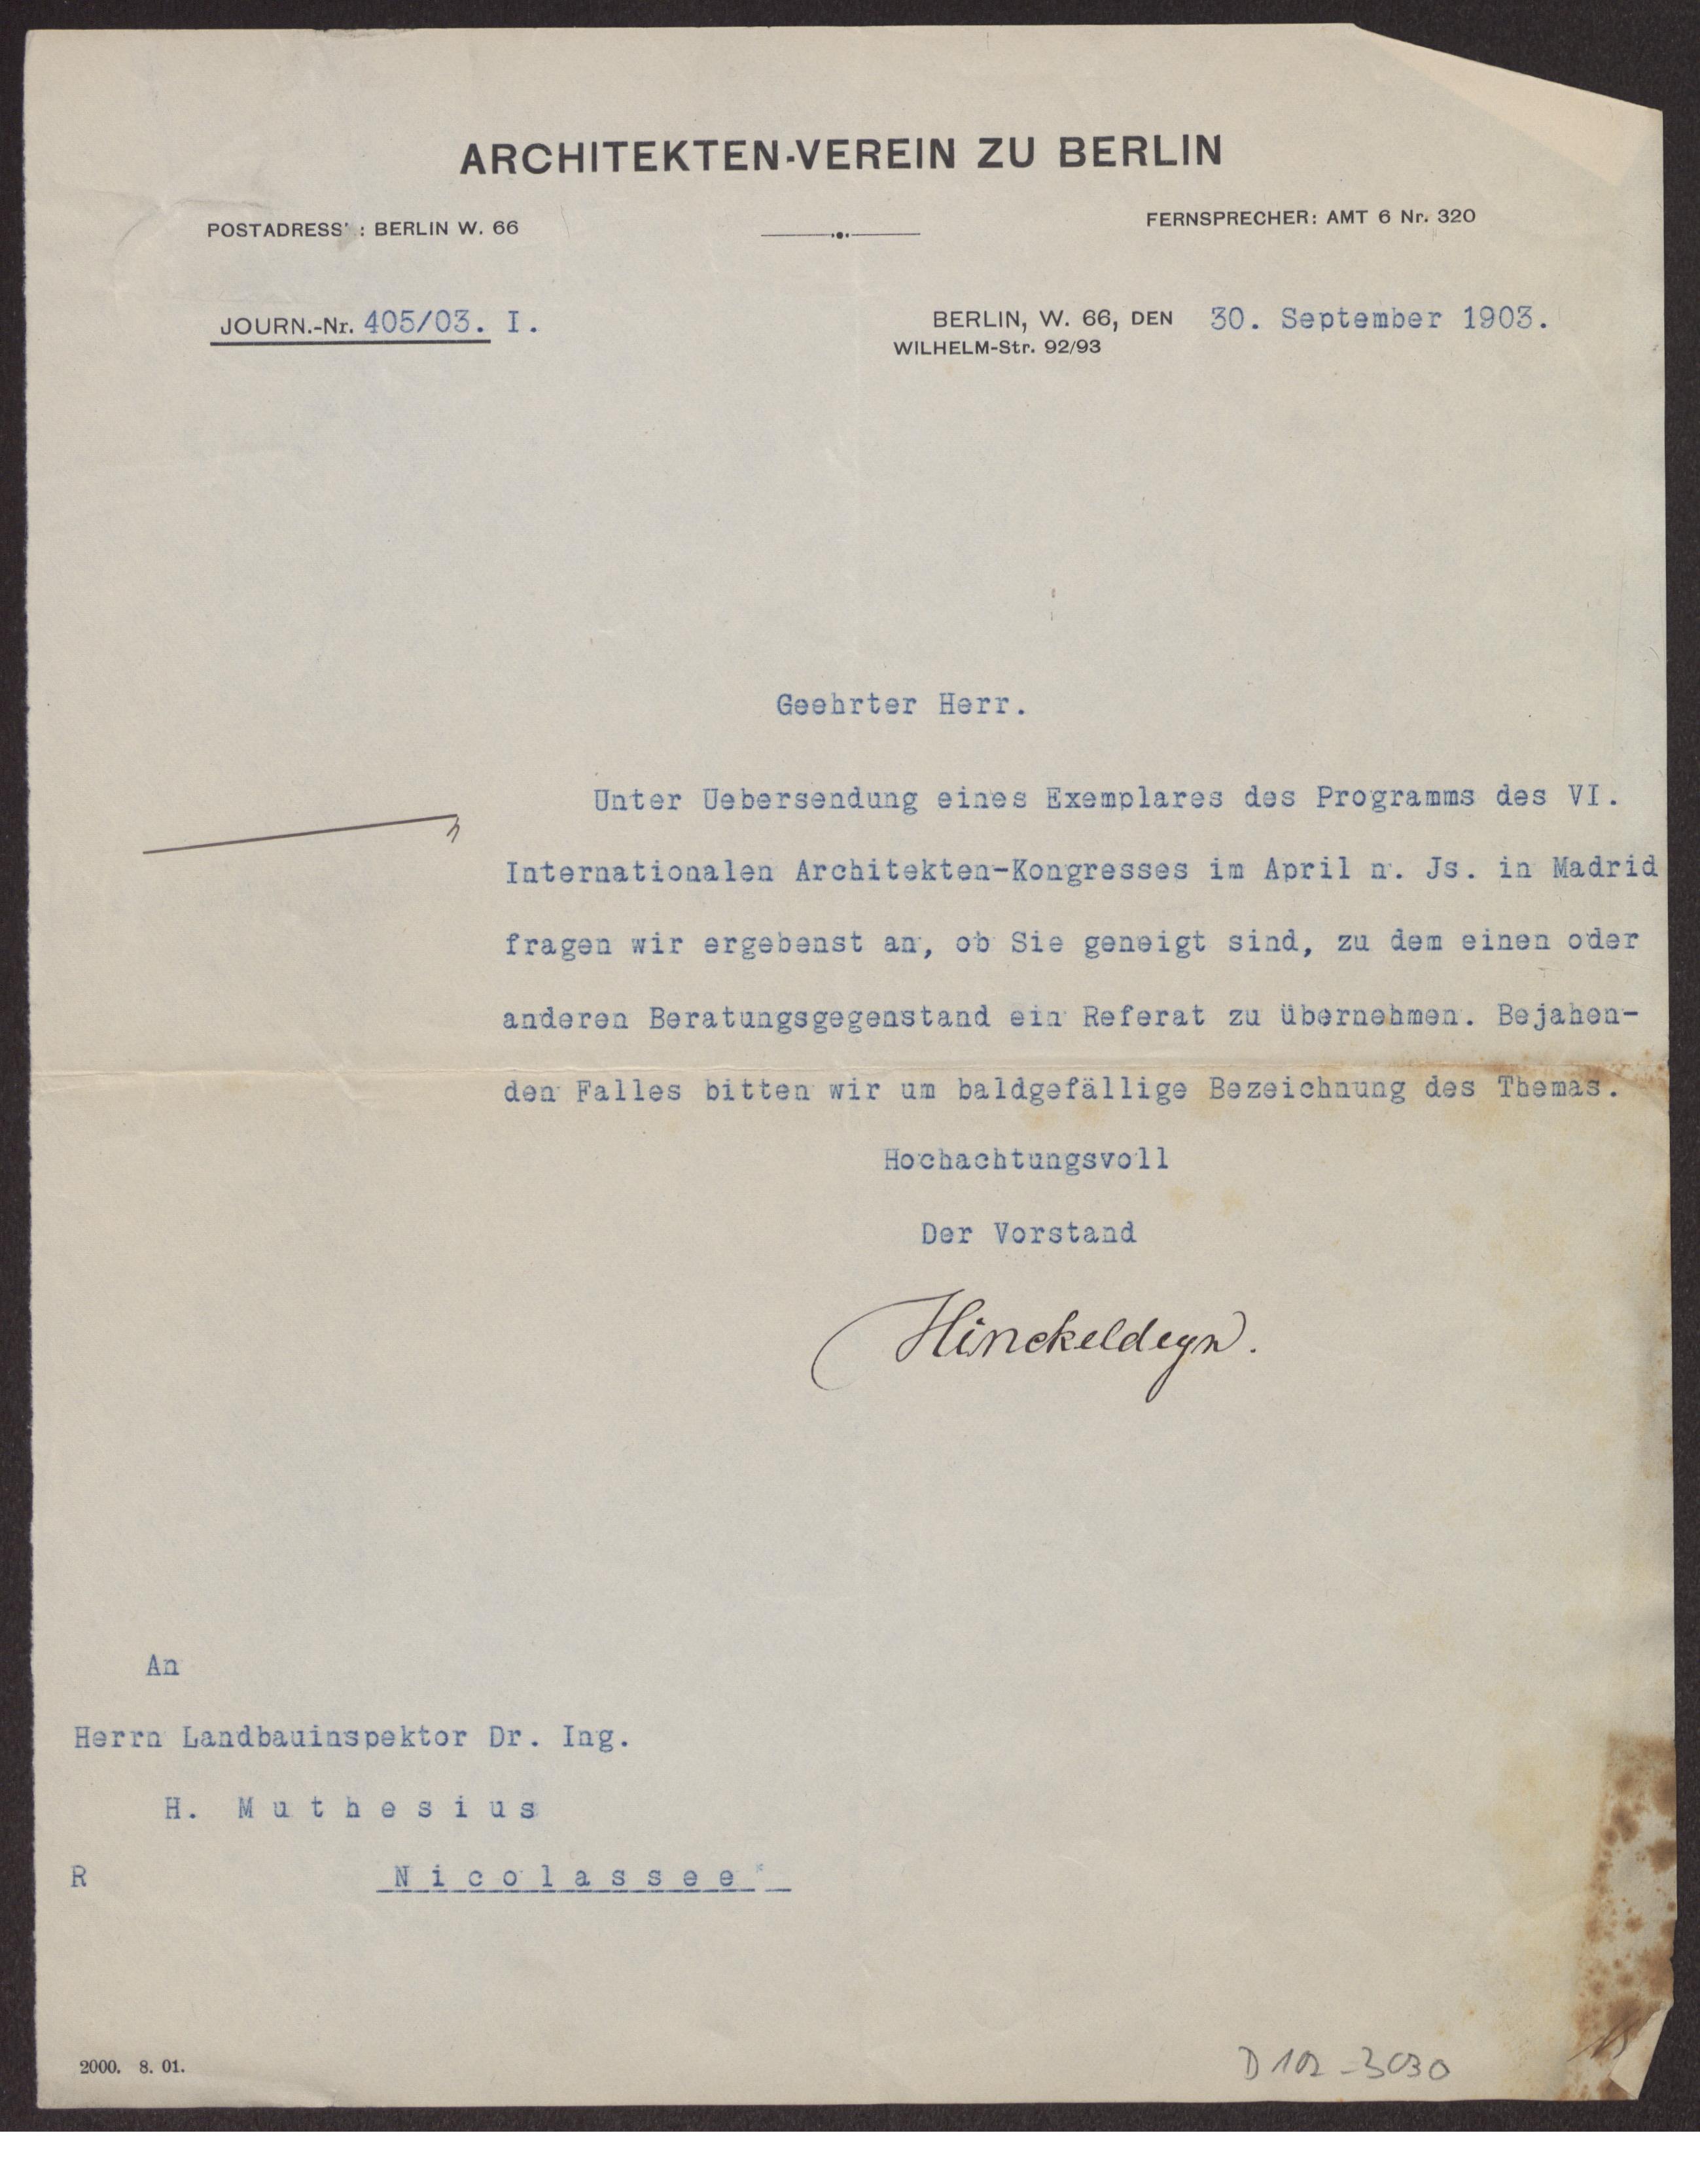 ARCHITEKTEN-VEREIN ZU BERLIN
POSTADRESS' : BERLIN W. 66
FERNSPRECHER: AMT 6 Nr. 320
JOURN.-Nr. 405/03. I.
BERLIN, W. 66, DEN 30. September 1903.
WILHELM-Str. 92/93
Geehrter Herr.
Unter Uebersendung eines Exemplares des Programms des VI.
Internationalen Architekten-Kongresses im April n. Js. in Madrid
fragen wir ergebenst an, ob Sie geneigt sind, zu dem einen oder
anderen Beratungsgegenstand ein Referat zu übernehmen. Bejahen-
den Falles bitten wir um baldgefällige Bezeichnung des Themas.
Hochachtungsvoll
Der Vorstand
Hinckeldeyn.
An
Herrn Landbauinspektor Dr. Ing.
H. Muthesius
R Nicolassee
2000. 8. 01.
D 102-3030